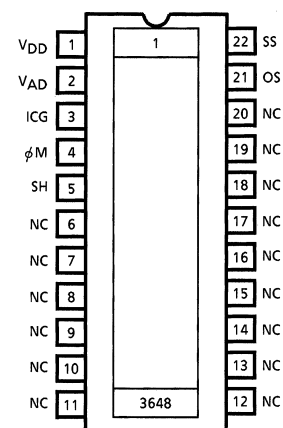 VDD 1 1 22 SS
VAD 2 21 OS
ICG 3 20 NC
ϕM 4 19 NC
SH 5 18 NC
NC 6 17 NC
NC 7 16 NC
NC 8 15 NC
NC 9 14 NC
NC 10 13 NC
NC 11 3648 12 NC